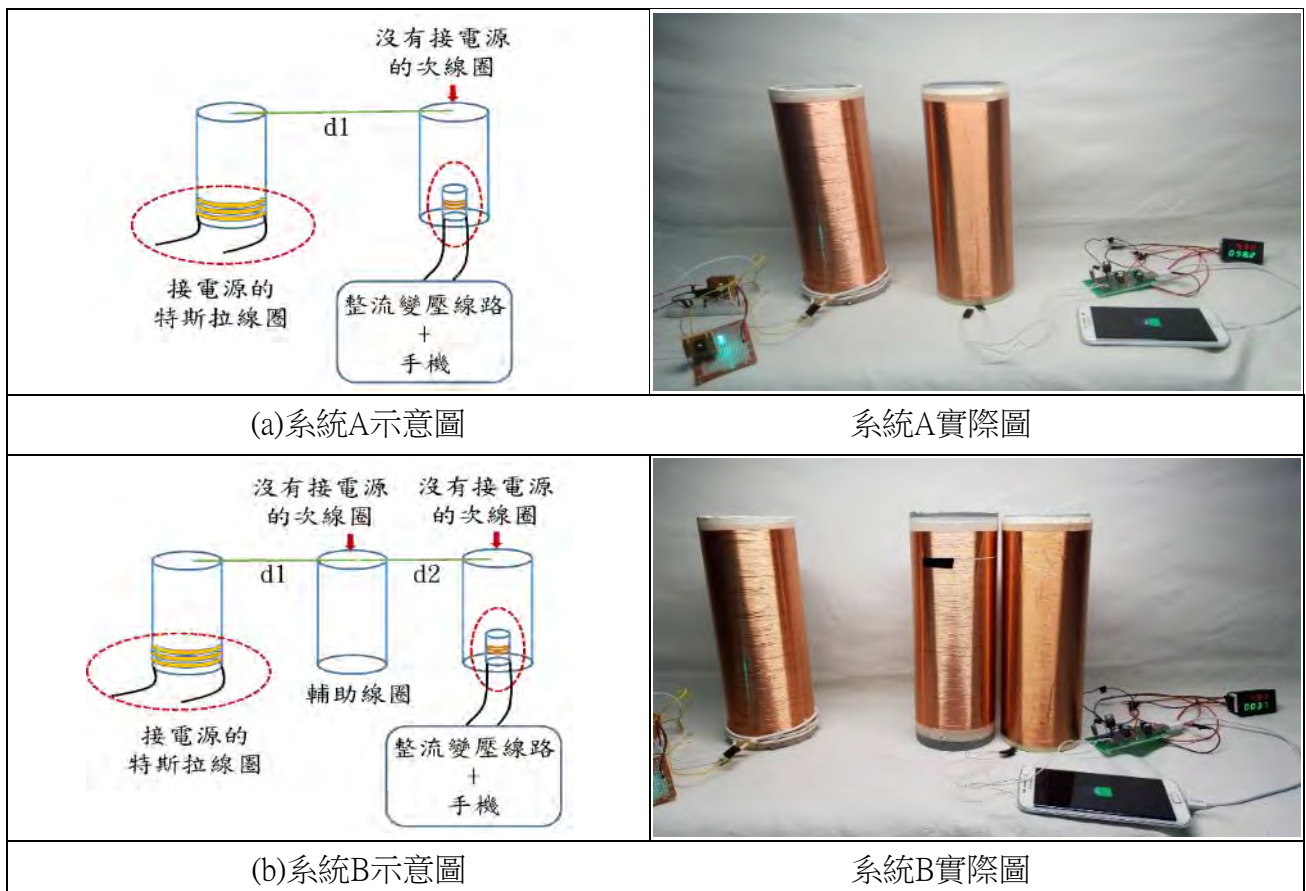 沒有接電源
的次線圈
d1
接電源的
特斯拉線圈
整流變壓線路
+
手機
(a)系統A示意圖
系統A實際圖
沒有接電源
的次線圈
沒有接電源
的次線圈
d1
d2
輔助線圈
接電源的
特斯拉線圈
整流變壓線路
+
手機
(b)系統B示意圖
系統B實際圖